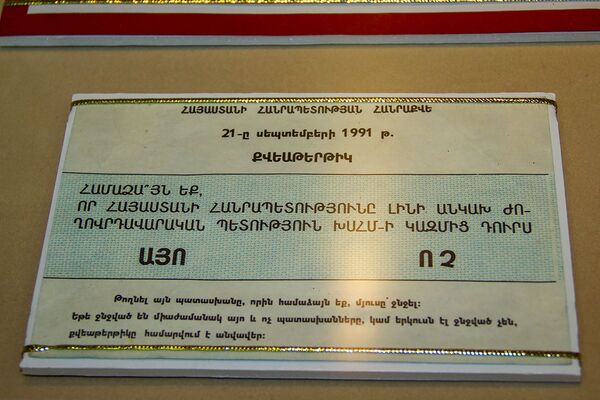 ՀԱՅԱՍՏԱՆԻ ՀԱՆՐԱՊԵՏՈՒԹՅԱՆ ՀԱՆՐԱՔՎԵ
21-ը սեպտեմբերի 1991 թ.
ՔՎԵԱԹԵՐԹԻԿ
ՀԱՄԱՁԱ՞ՅՆ ԵՔ,
ՈՐ ՀԱՅԱՍՏԱՆԻ ՀԱՆՐԱՊԵՏՈՒԹՅՈՒՆԸ ԼԻՆԻ ԱՆԿԱԽ ԺՈ-
ՂՈՎՐԴԱՎԱՐԱԿԱՆ ՊԵՏՈՒԹՅՈՒՆ ԽՍՀՄ-Ի ԿԱԶՄԻՑ ԴՈՒՐՍ
ԱՅՈ ՈՉ
Թողնել այն պատասխանը, որին համաձայն եք, մյուսը՝ ջնջել:
Եթե ջնջված են միաժամանակ այո և ոչ պատասխանները, կամ երկուսն էլ ջնջված չեն,
քվեաթերթիկը համարվում է անվավեր: